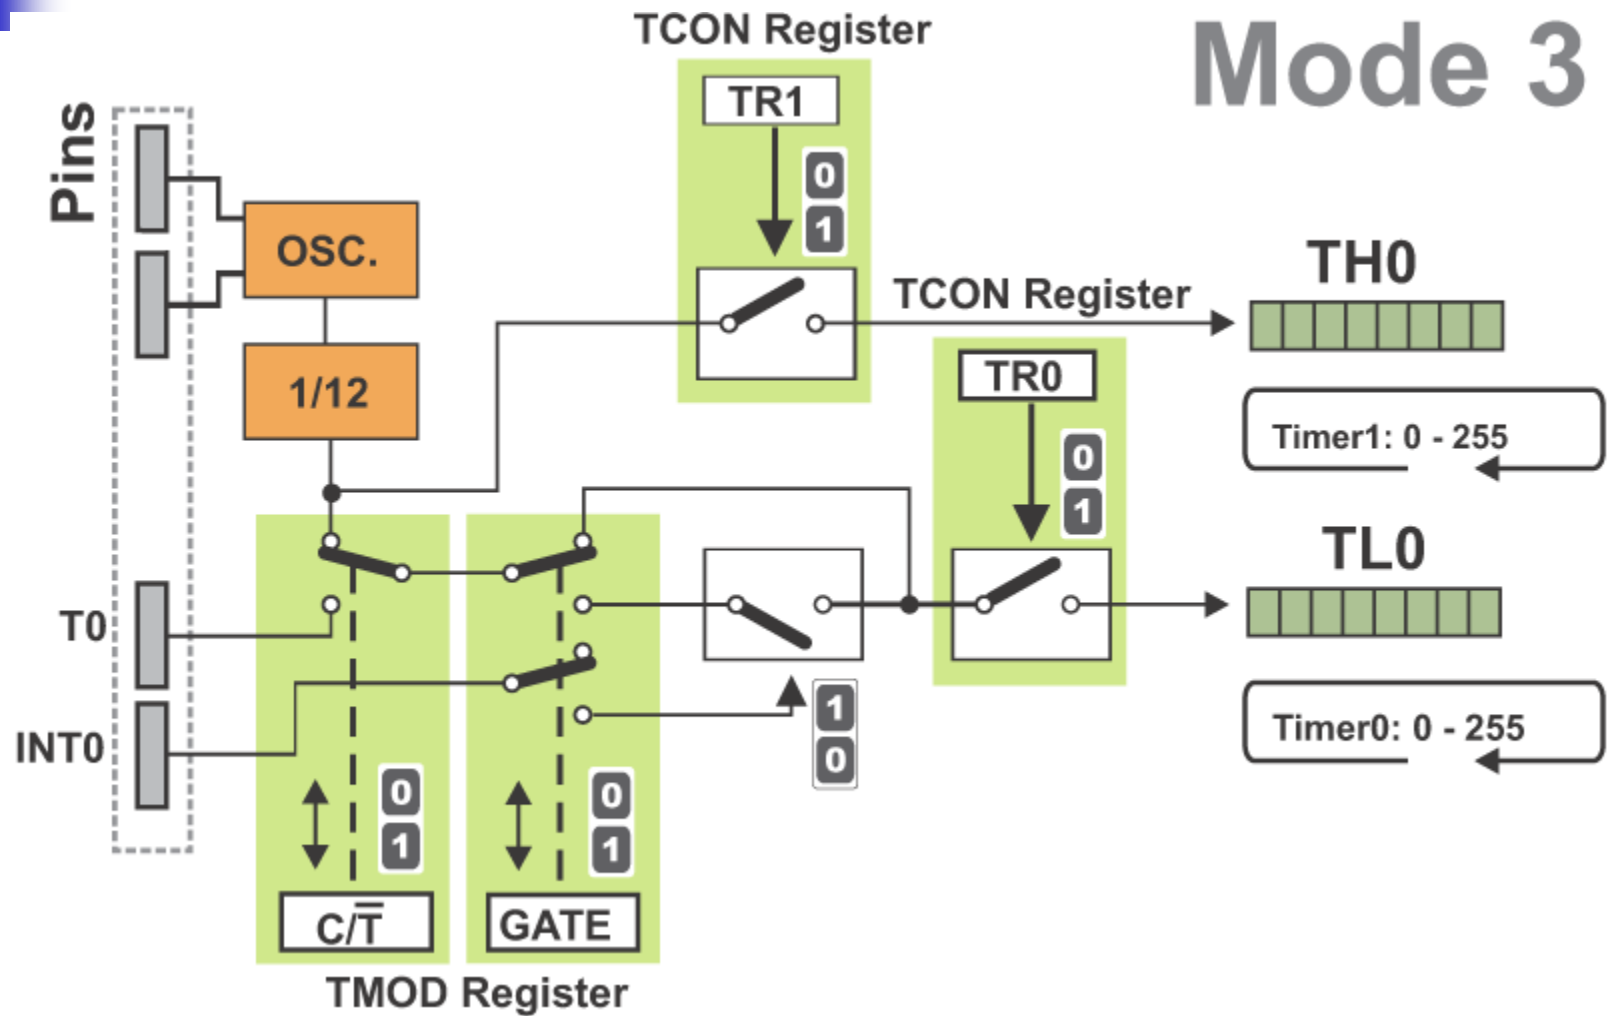 TCON Register
Mode 3
Pins
TR1
0
1
OSC.
TH0
TCON Register
1/12
TR0
Timer1: 0 - 255
0
1
TL0
T0
1
0
Timer0: 0 - 255
INT0
0
1
0
1
C/T̅
GATE
TMOD Register